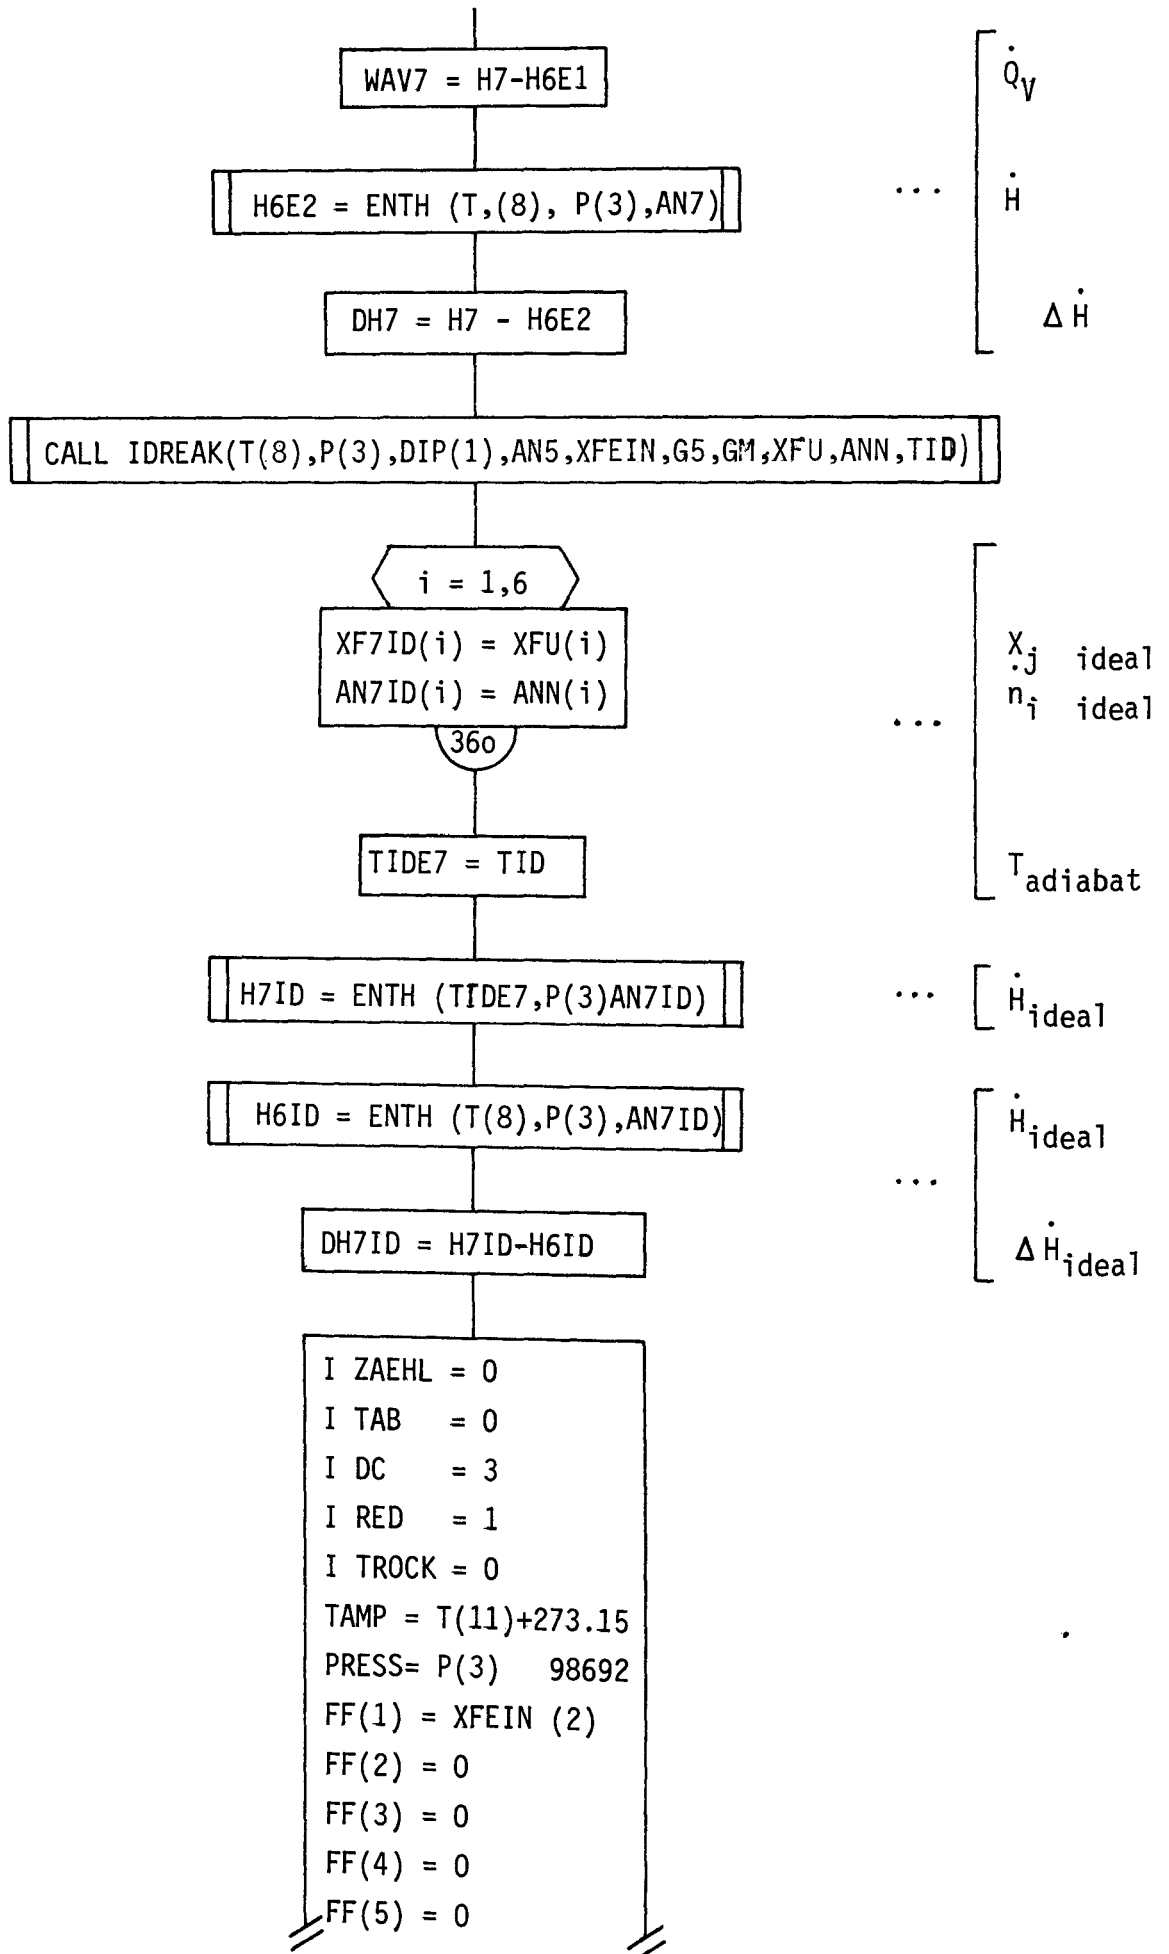 WAV7 = H7-H6E1
Q̇V
H6E2 = ENTH (T,(8), P(3),AN7)
... Ḣ
DH7 = H7 - H6E2
Δ Ḣ
CALL IDREAK(T(8),P(3),DIP(1),AN5,XFEIN,G5,GM,XFU,ANN,TID)
i = 1,6
XF7ID(i) = XFU(i)
Xj ideal
AN7ID(i) = ANN(i)
... ṅi ideal
36o
TIDE7 = TID
Tadiabat
H7ID = ENTH (TIDE7,P(3)AN7ID)
... Ḣideal
H6ID = ENTH (T(8),P(3),AN7ID)
Ḣideal
...
DH7ID = H7ID-H6ID
Δ Ḣideal
I ZAEHL = 0
I TAB = 0
I DC = 3
I RED = 1
I TROCK = 0
TAMP = T(11)+273.15
PRESS= P(3) 98692
FF(1) = XFEIN (2)
FF(2) = 0
FF(3) = 0
FF(4) = 0
FF(5) = 0